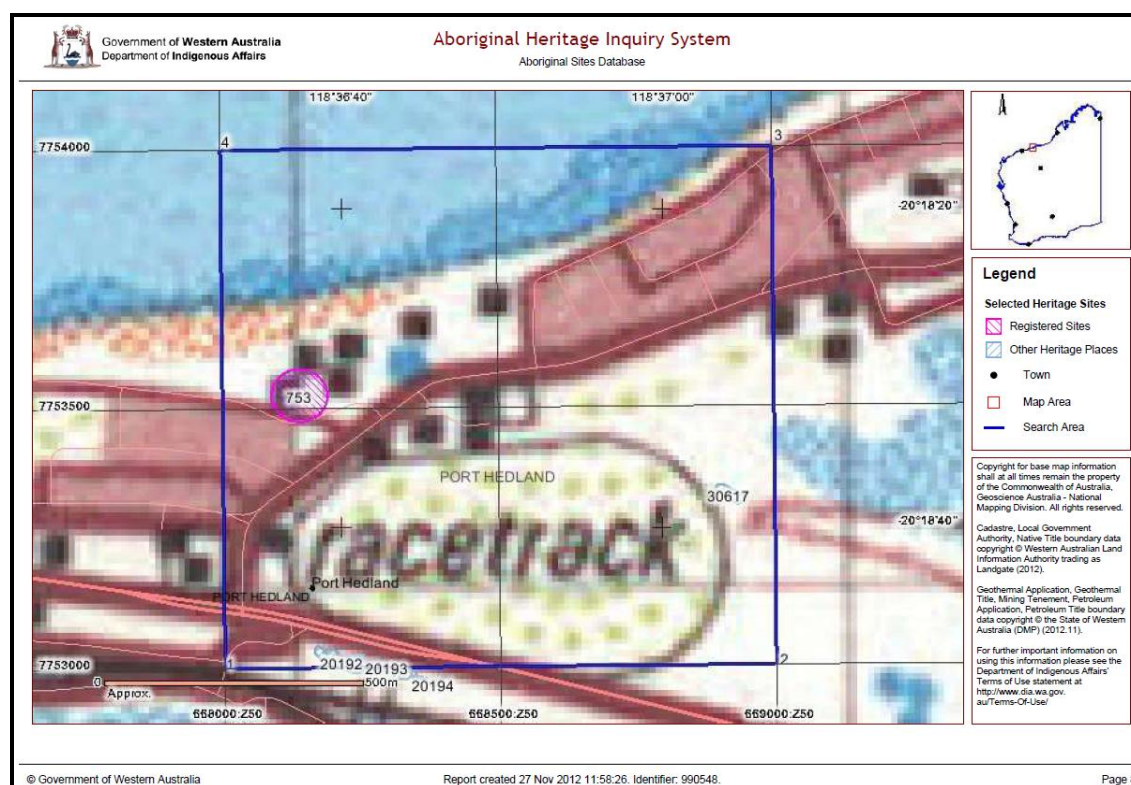 Government of Western Australia
Department of Indigenous Affairs
Aboriginal Heritage Inquiry System
Aboriginal Sites Database
118°36'40"
118°37'00"
4
3
7754000
-20°18'20"
753
7753500
PORT HEDLAND
30617
-20°18'40"
racetrack
Port Hedland
PORT HEDLAND
7753000
1
20192
20193
2
20194
0
500m
Approx.
668000:Z50
668500:Z50
669000:Z50
Legend
Selected Heritage Sites
Registered Sites
Other Heritage Places
Town
Map Area
Search Area
Copyright for base map information
shall at all times remain the property
of the Commonwealth of Australia,
Geoscience Australia - National
Mapping Division. All rights reserved.
Cadastre, Local Government
Authority, Native Title boundary data
copyright © Western Australian Land
Information Authority trading as
Landgate (2012).
Geothermal Application, Geothermal
Title, Mining Tenement, Petroleum
Application, Petroleum Title boundary
data copyright © the State of Western
Australia (DMP) (2012.11).
For further important information on
using this information please see the
Department of Indigenous Affairs'
Terms of Use statement at
http://www.dia.wa.gov.
au/Terms-Of-Use/
© Government of Western Australia
Report created 27 Nov 2012 11:58:26. Identifier: 990548.
Page